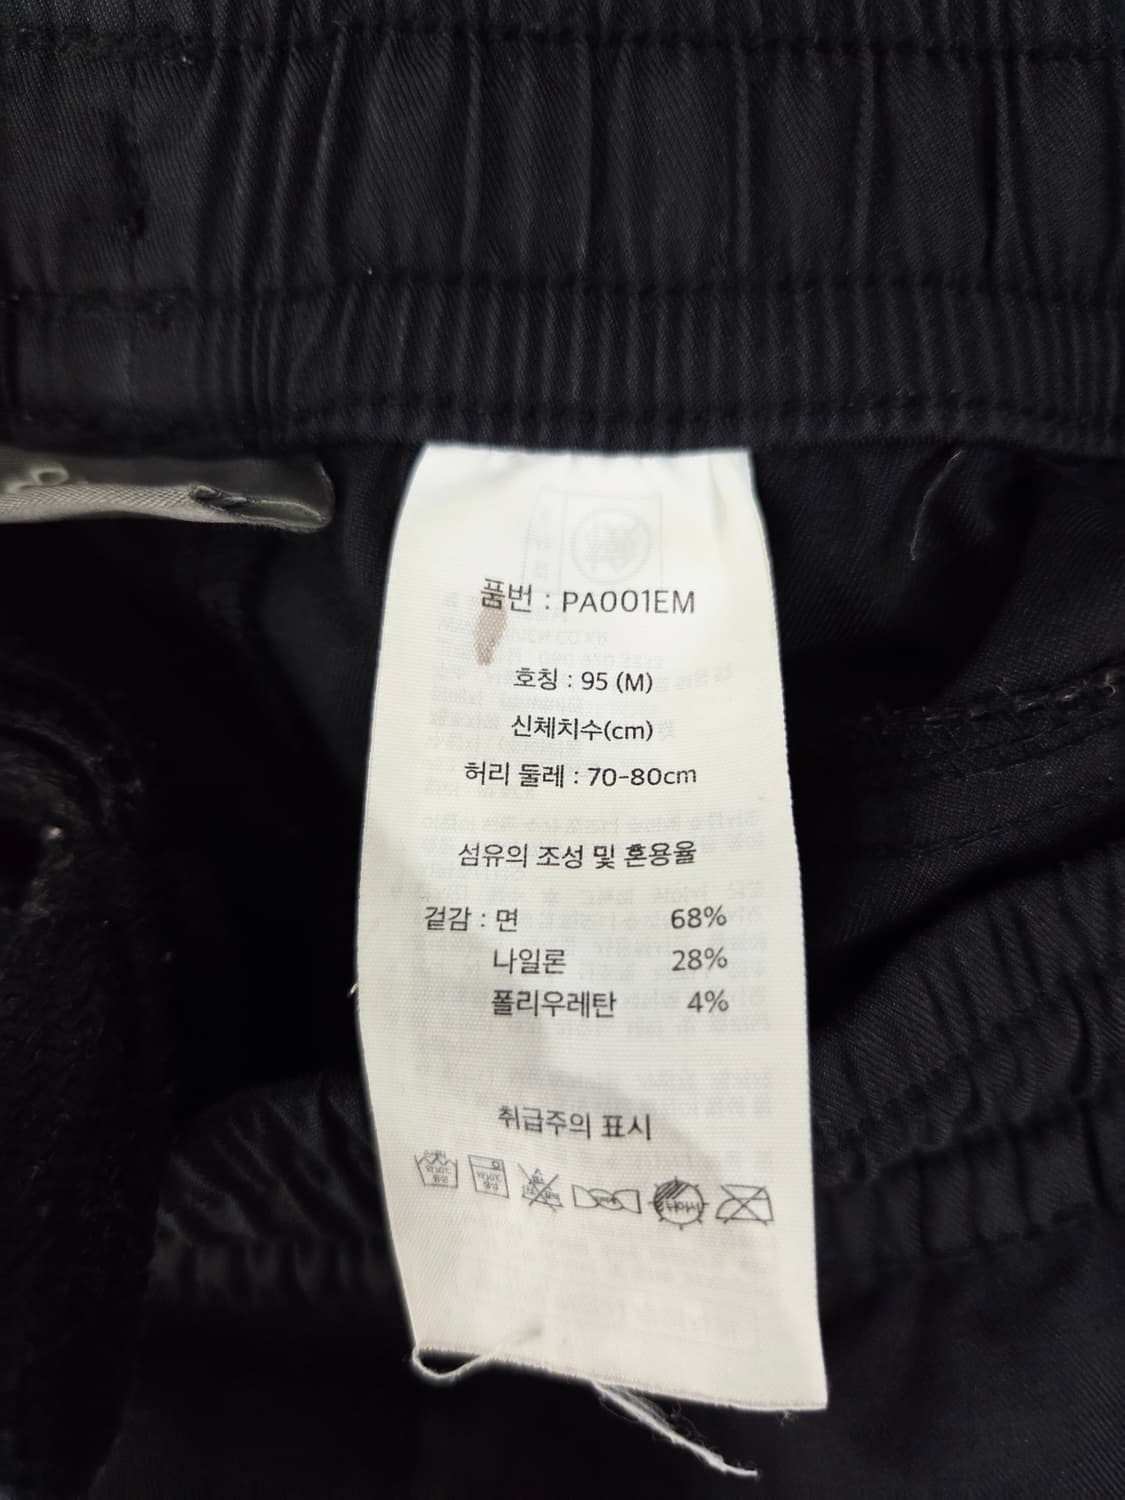 품번 : PA001EM
호칭 : 95 (M)
신체치수(cm)
허리 둘레 : 70-80cm
섬유의 조성 및 혼용율
겉감 : 면 68%
나일론 28%
폴리우레탄 4%
취급주의 표시